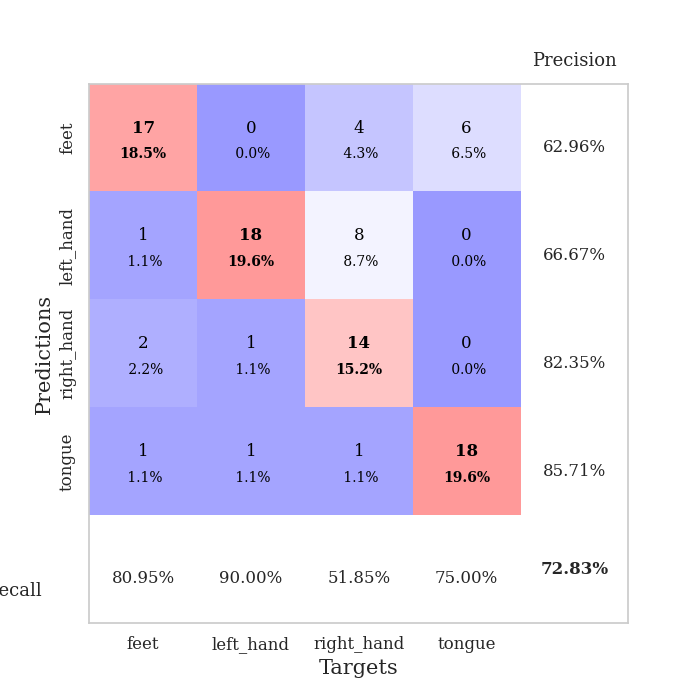 Precision
feet
17 0 4 6 62.96%
18.5% 0.0% 4.3% 6.5%
left_hand
1 18 8 0 66.67%
1.1% 19.6% 8.7% 0.0%
Predictions
right_hand
2 1 14 0 82.35%
2.2% 1.1% 15.2% 0.0%
tongue
1 1 1 18 85.71%
1.1% 1.1% 1.1% 19.6%
ecall 80.95% 90.00% 51.85% 75.00% 72.83%
feet left_hand right_hand tongue
Targets